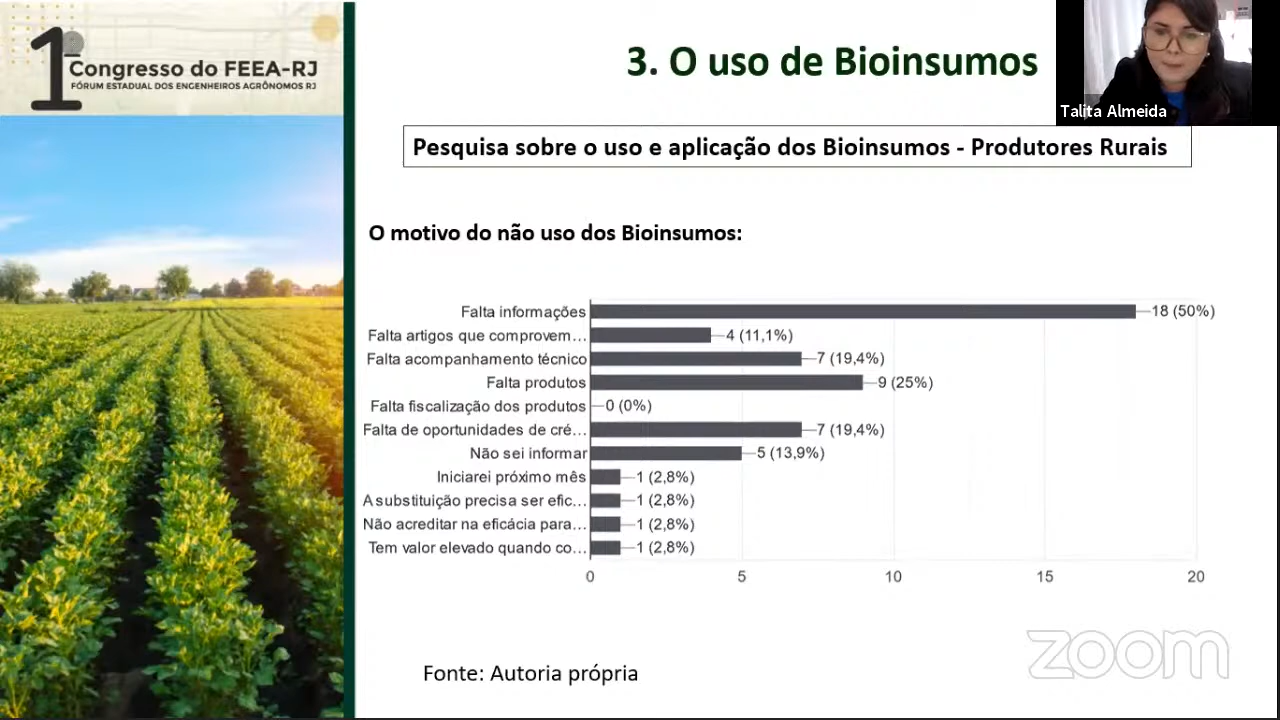 1º
Congresso do FEEA-RJ
FÓRUM ESTADUAL DOS ENGENHEIROS AGRÔNOMOS RJ
3. O uso de Bioinsumos
Talita Almeida
Pesquisa sobre o uso e aplicação dos Bioinsumos - Produtores Rurais
O motivo do não uso dos Bioinsumos:
Falta informações 18 (50%)
Falta artigos que comprovem... 4 (11,1%)
Falta acompanhamento técnico 7 (19,4%)
Falta produtos 9 (25%)
Falta fiscalização dos produtos 0 (0%)
Falta de oportunidades de cré... 7 (19,4%)
Não sei informar 5 (13,9%)
Iniciarei próximo mês 1 (2,8%)
A substituição precisa ser efic... 1 (2,8%)
Não acreditar na eficácia para... 1 (2,8%)
Tem valor elevado quando co... 1 (2,8%)
0 5 10 15 20
Fonte: Autoria própria
zoom